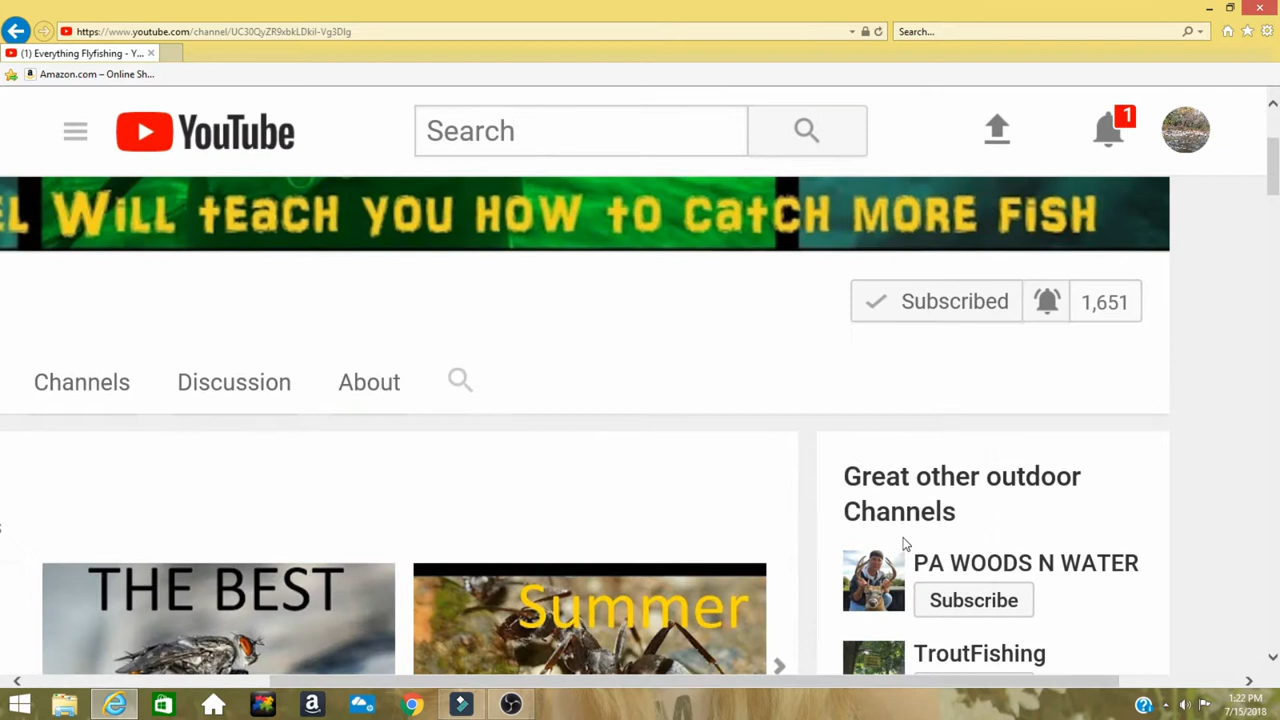 https://www.youtube.com/channel/UC30QyZR9xbkLDkiI-Vg3DIg
Search...
(1) Everything Flyfishing - Y...
Amazon.com – Online Sh...
YouTube
Search
1
EL Will tEacH YOU HOW to CatcH MORE FisH
Subscribed
1,651
Channels
Discussion
About
Great other outdoor
Channels
PA WOODS N WATER
Subscribe
THE BEST
Summer
TroutFishing
1:22 PM
7/15/2018